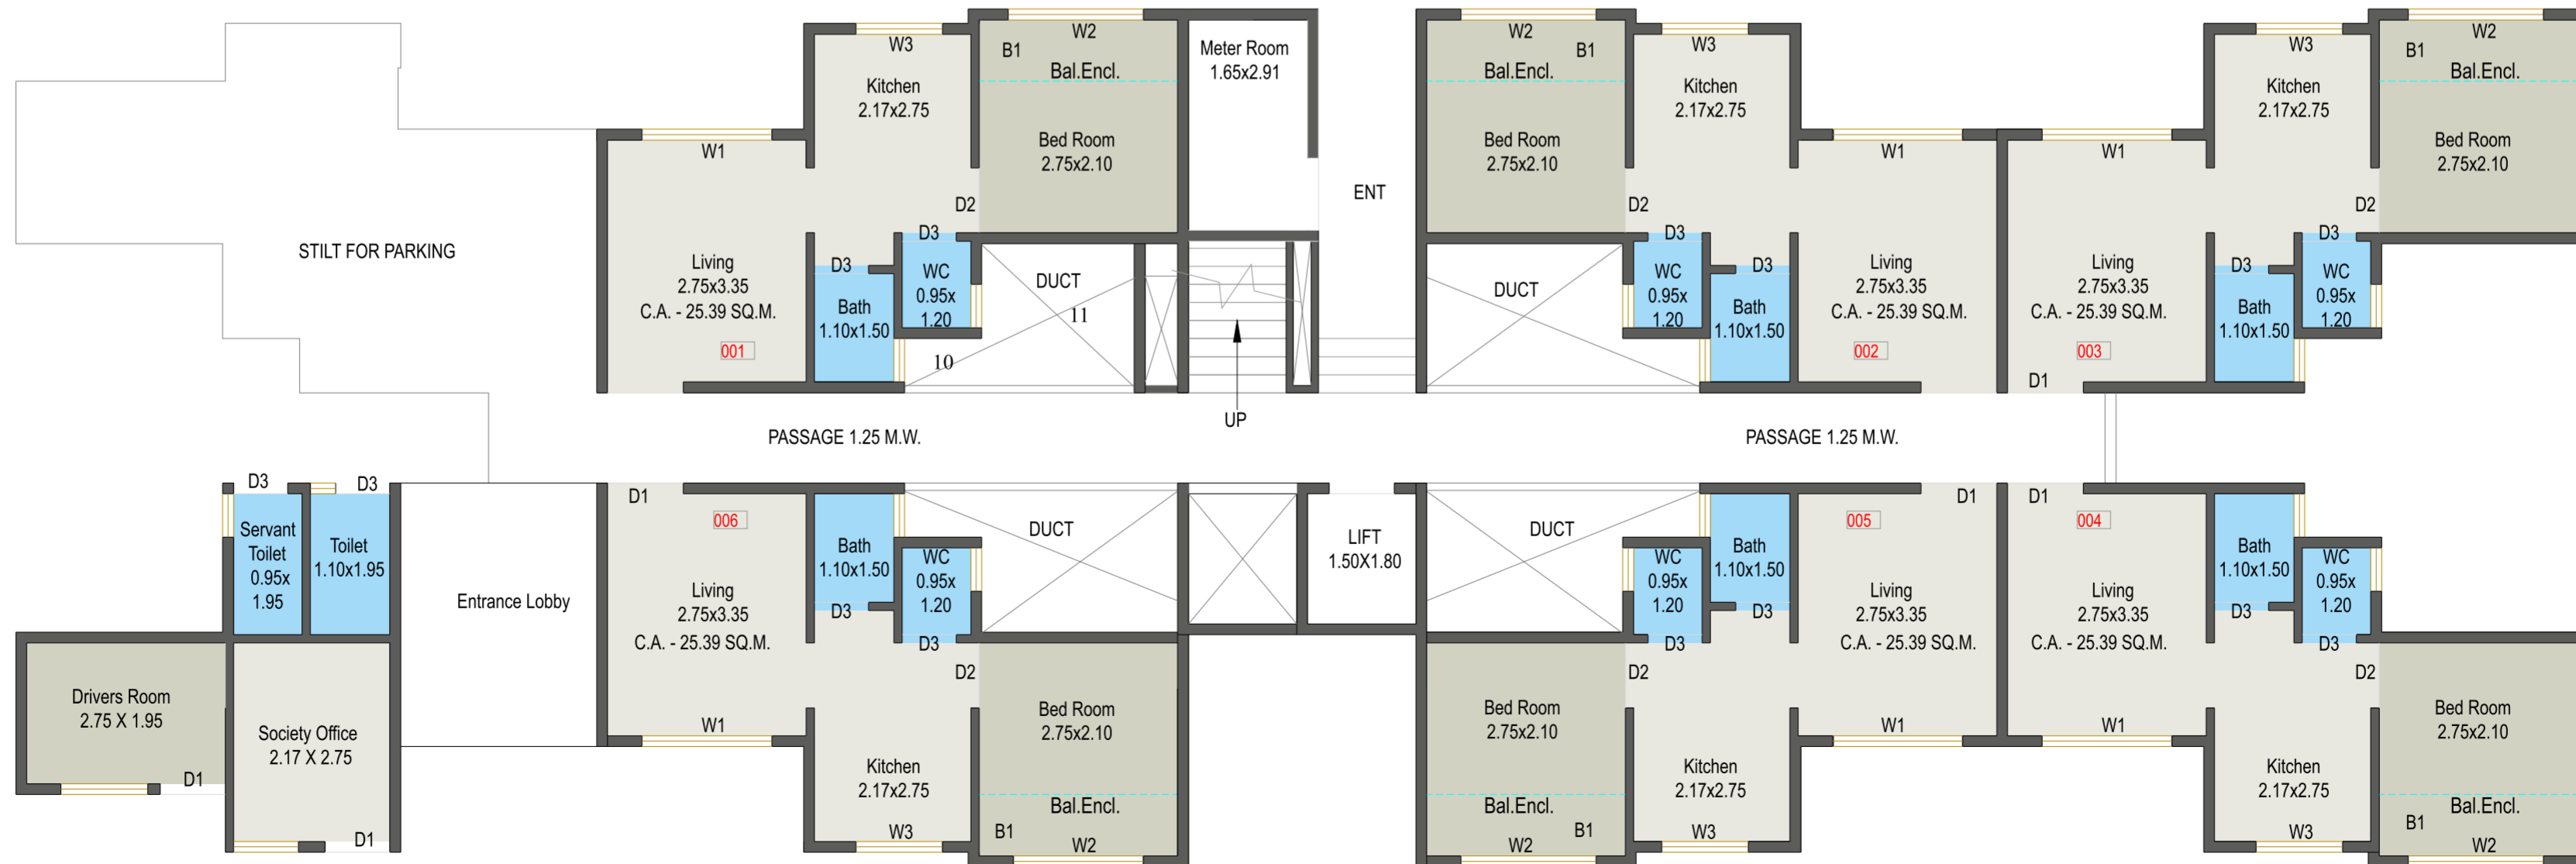 W3
B1
W2
Bal.Encl.
Kitchen
2.17x2.75
Bed Room
2.75x2.10
Meter Room
1.65x2.91
ENT
W2
B1
Bal.Encl.
W3
Kitchen
2.17x2.75
Bed Room
2.75x2.10
W3
Kitchen
2.17x2.75
W2
B1
Bal.Encl.
Bed Room
2.75x2.10
STILT FOR PARKING
W1
D2
D3
D3
WC
0.95x
1.20
Living
2.75x3.35
C.A. - 25.39 SQ.M.
001
Bath
1.10x1.50
DUCT
11
10
UP
DUCT
D2
D3
WC
0.95x
1.20
D3
Bath
1.10x1.50
W1
Living
2.75x3.35
C.A. - 25.39 SQ.M.
002
W1
Living
2.75x3.35
C.A. - 25.39 SQ.M.
003
D1
D2
D3
D3
Bath
1.10x1.50
WC
0.95x
1.20
PASSAGE 1.25 M.W.
PASSAGE 1.25 M.W.
D3
D3
Servant
Toilet
0.95x
1.95
Toilet
1.10x1.95
Entrance Lobby
Drivers Room
2.75 X 1.95
D1
Society Office
2.17 X 2.75
D1
D1
006
Living
2.75x3.35
C.A. - 25.39 SQ.M.
W1
Bath
1.10x1.50
D3
WC
0.95x
1.20
D3
D2
DUCT
Kitchen
2.17x2.75
W3
Bed Room
2.75x2.10
Bal.Encl.
B1
W2
LIFT
1.50X1.80
DUCT
WC
0.95x
1.20
D3
D2
Bath
1.10x1.50
D3
D1
005
Living
2.75x3.35
C.A. - 25.39 SQ.M.
W1
Bed Room
2.75x2.10
Bal.Encl.
B1
W2
Kitchen
2.17x2.75
W3
D1
004
Living
2.75x3.35
C.A. - 25.39 SQ.M.
W1
Bath
1.10x1.50
D3
WC
0.95x
1.20
D3
D2
Kitchen
2.17x2.75
W3
Bed Room
2.75x2.10
Bal.Encl.
B1
W2